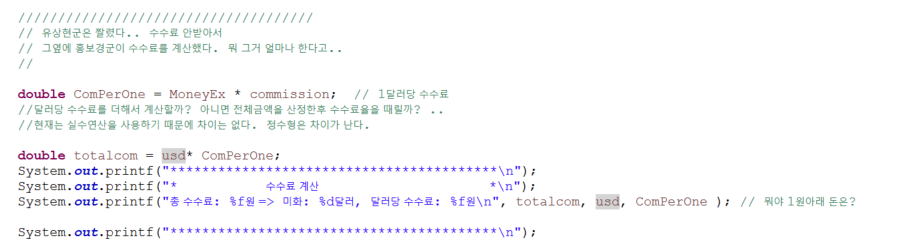 /////////////////////////////////////
// 유상현군은 짤렸다.. 수수료 안받아서
// 그옆에 홍보경군이 수수료를 계산했다. 뭐 그거 얼마나 한다고..
//
double ComPerOne = MoneyEx * commission;  // 1달러당 수수료
//달러당 수수료를 더해서 계산할까? 아니면 전체금액을 산정한후 수수료율을 때릴까? ..
//현재는 실수연산을 사용하기 때문에 차이는 없다. 정수형은 차이가 난다.
double totalcom = usd* ComPerOne;
System.out.printf("*****************************************\n");
System.out.printf("*            수수료 계산                     *\n");
System.out.printf("총 수수료: %f원 => 미화: %d달러, 달러당 수수료: %f원\n", totalcom, usd, ComPerOne ); // 뭐야 1원아래 돈은?
System.out.printf("*****************************************\n");